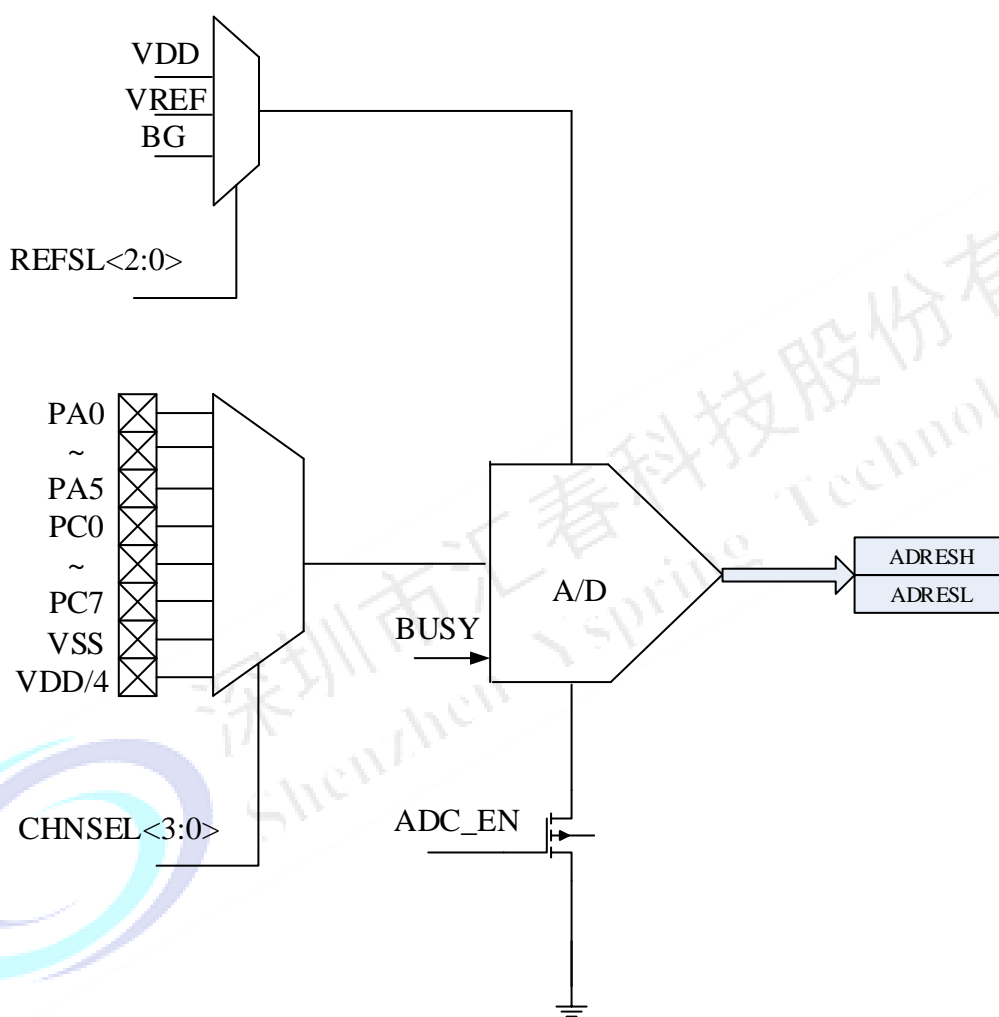 VDD
VREF
BG
REFSL<2:0>
PA0
~
PA5
PC0
~
PC7
VSS
VDD/4
CHNSEL<3:0>
A/D
BUSY
ADC_EN
ADRESH
ADRESL
深圳市汇春科技股份有
Shenzhen Yspring Technol